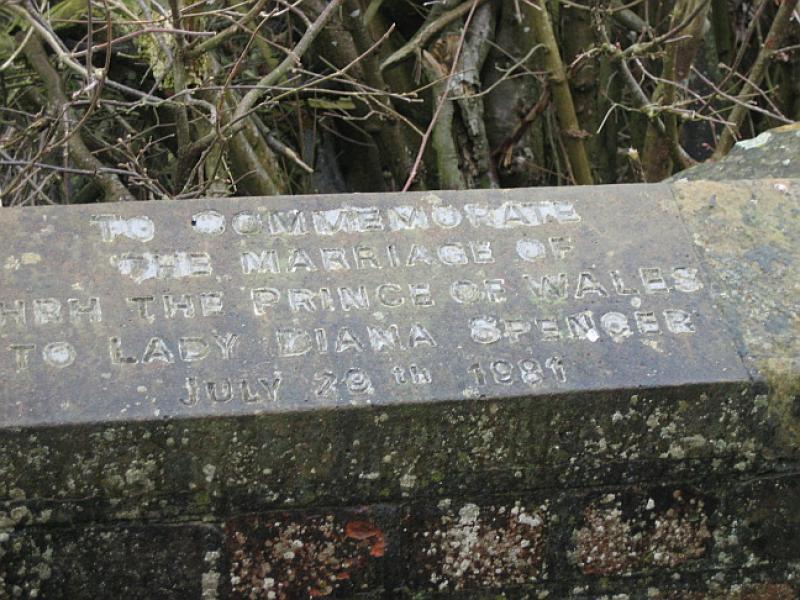 TO COMMEMORATE
THE MARRIAGE OF
HRH THE PRINCE OF WALES
TO LADY DIANA SPENCER
JULY 29th 1981